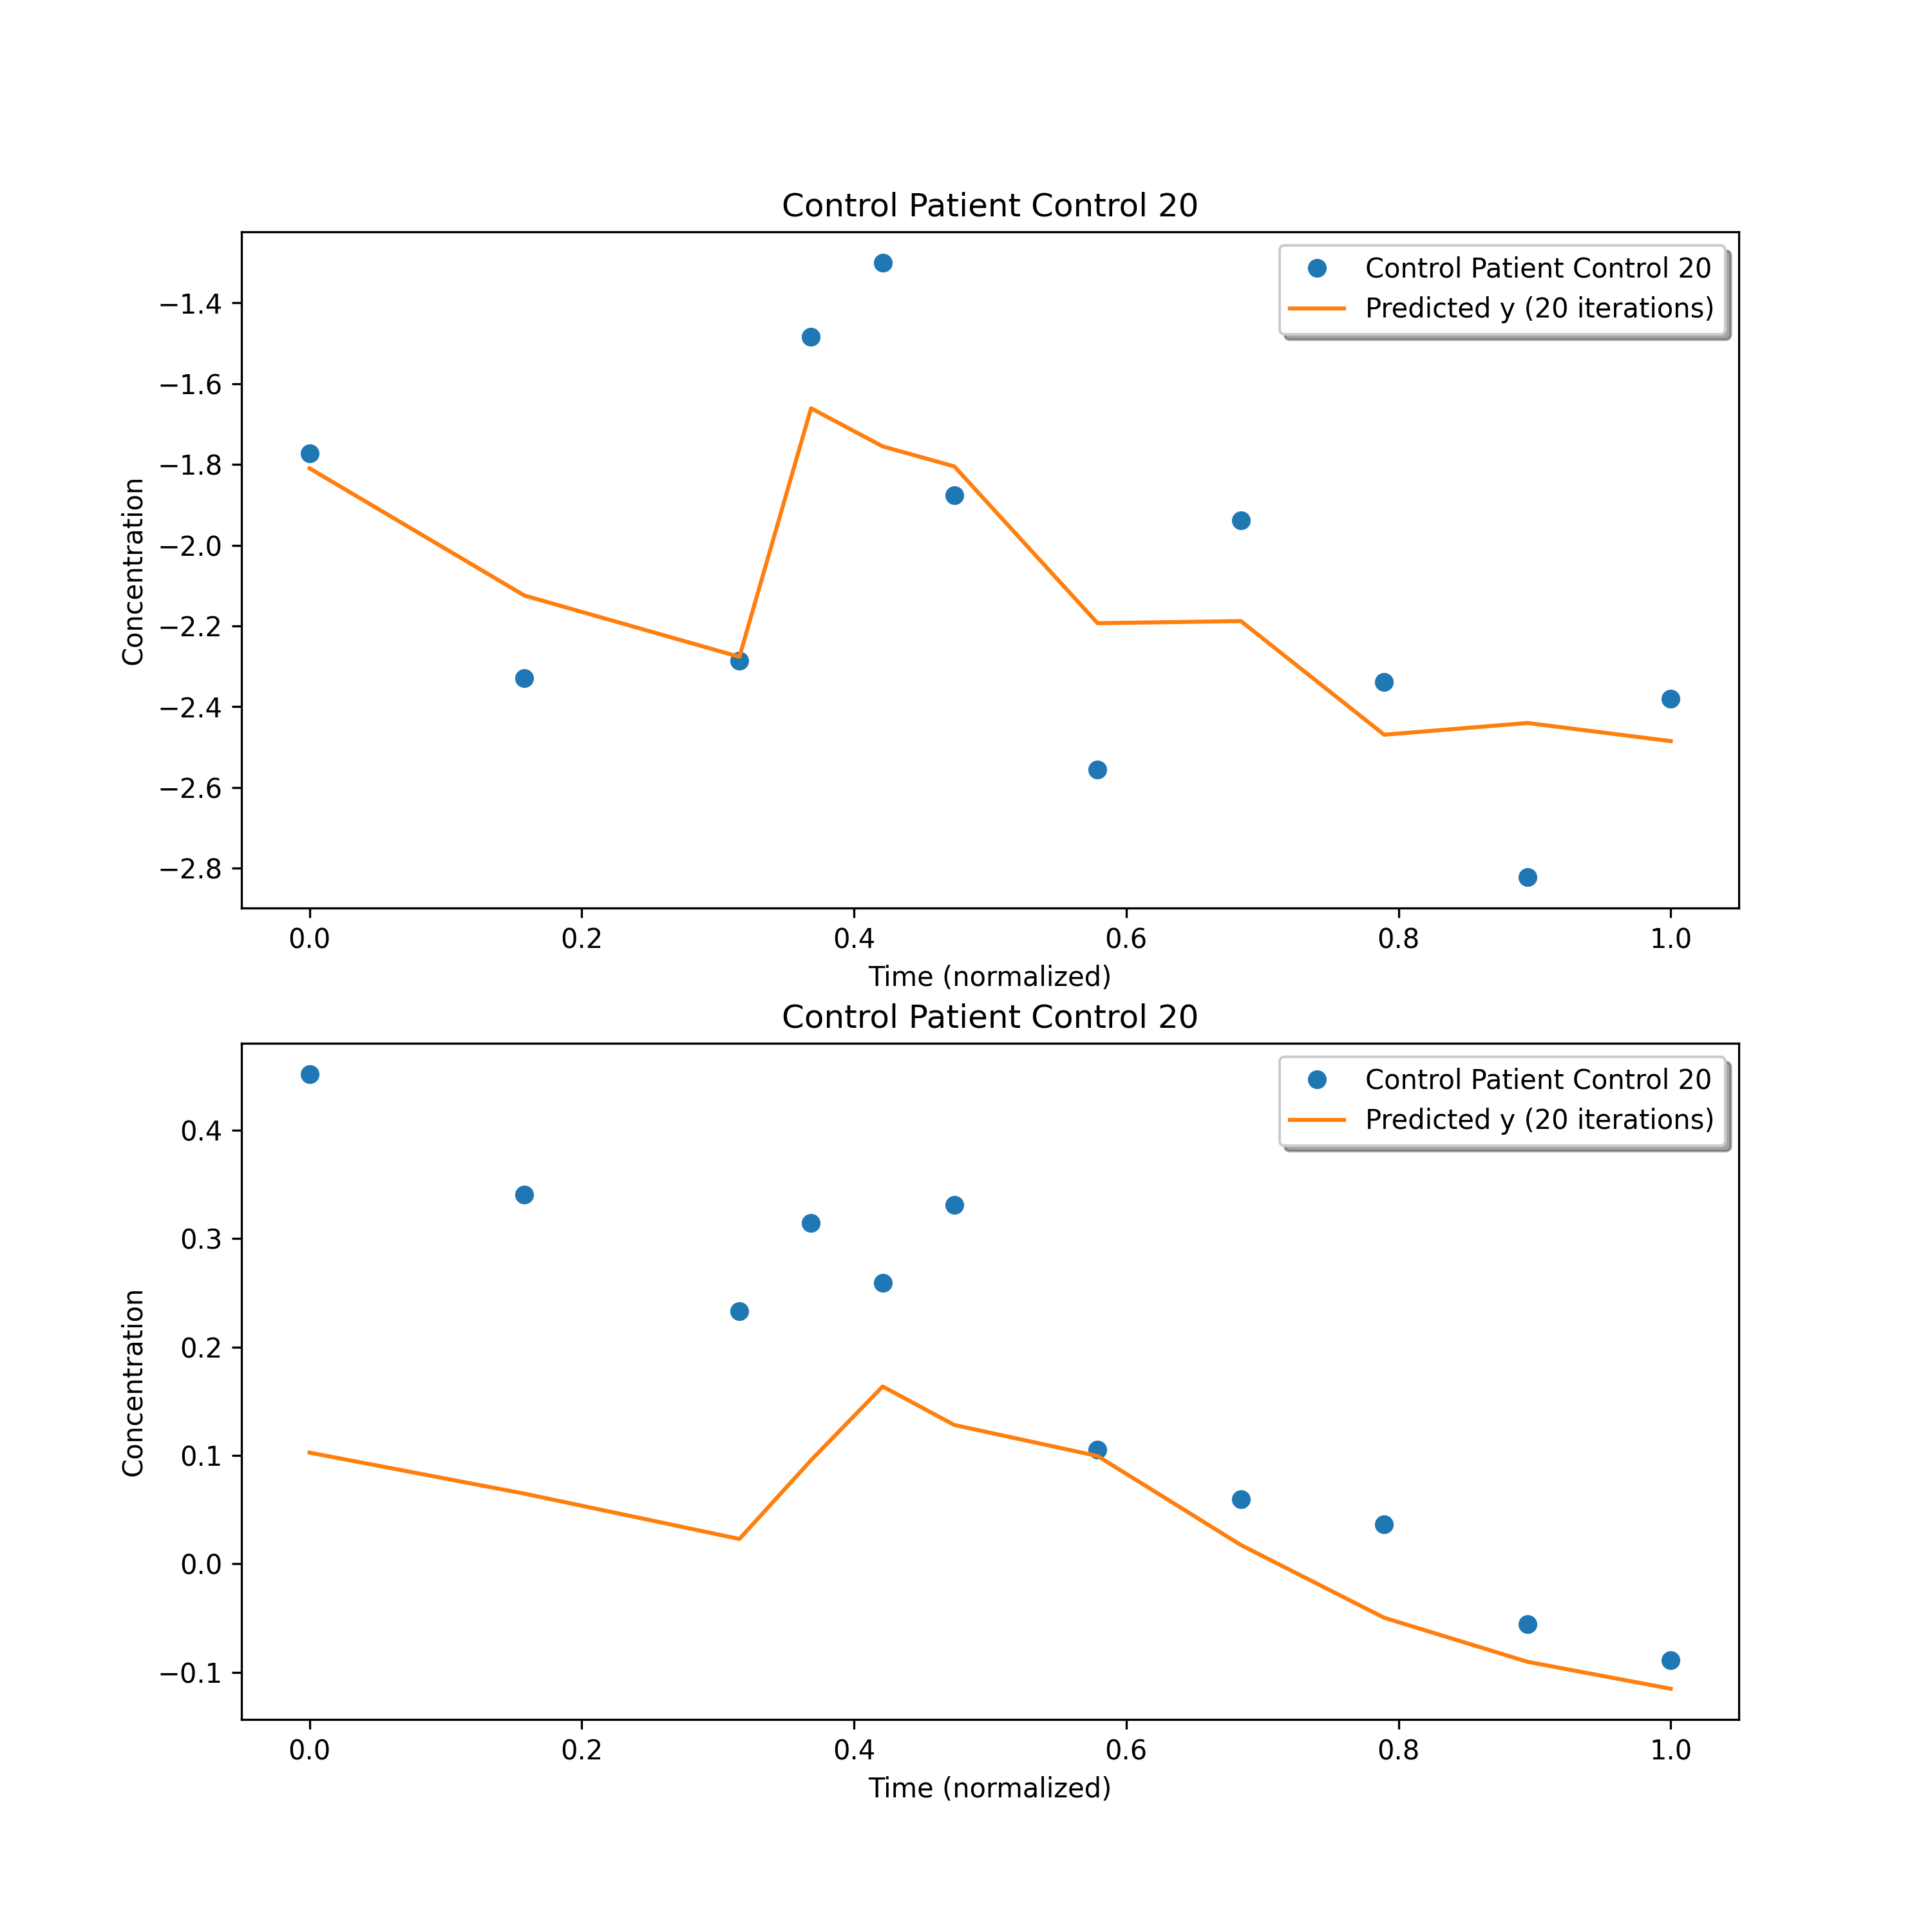 Control Patient Control 20
Control Patient Control 20
Predicted y (20 iterations)
Concentration
−1.4
−1.6
−1.8
−2.0
−2.2
−2.4
−2.6
−2.8
0.0 0.2 0.4 0.6 0.8 1.0
Time (normalized)
Control Patient Control 20
Control Patient Control 20
Predicted y (20 iterations)
Concentration
0.4
0.3
0.2
0.1
0.0
−0.1
0.0 0.2 0.4 0.6 0.8 1.0
Time (normalized)